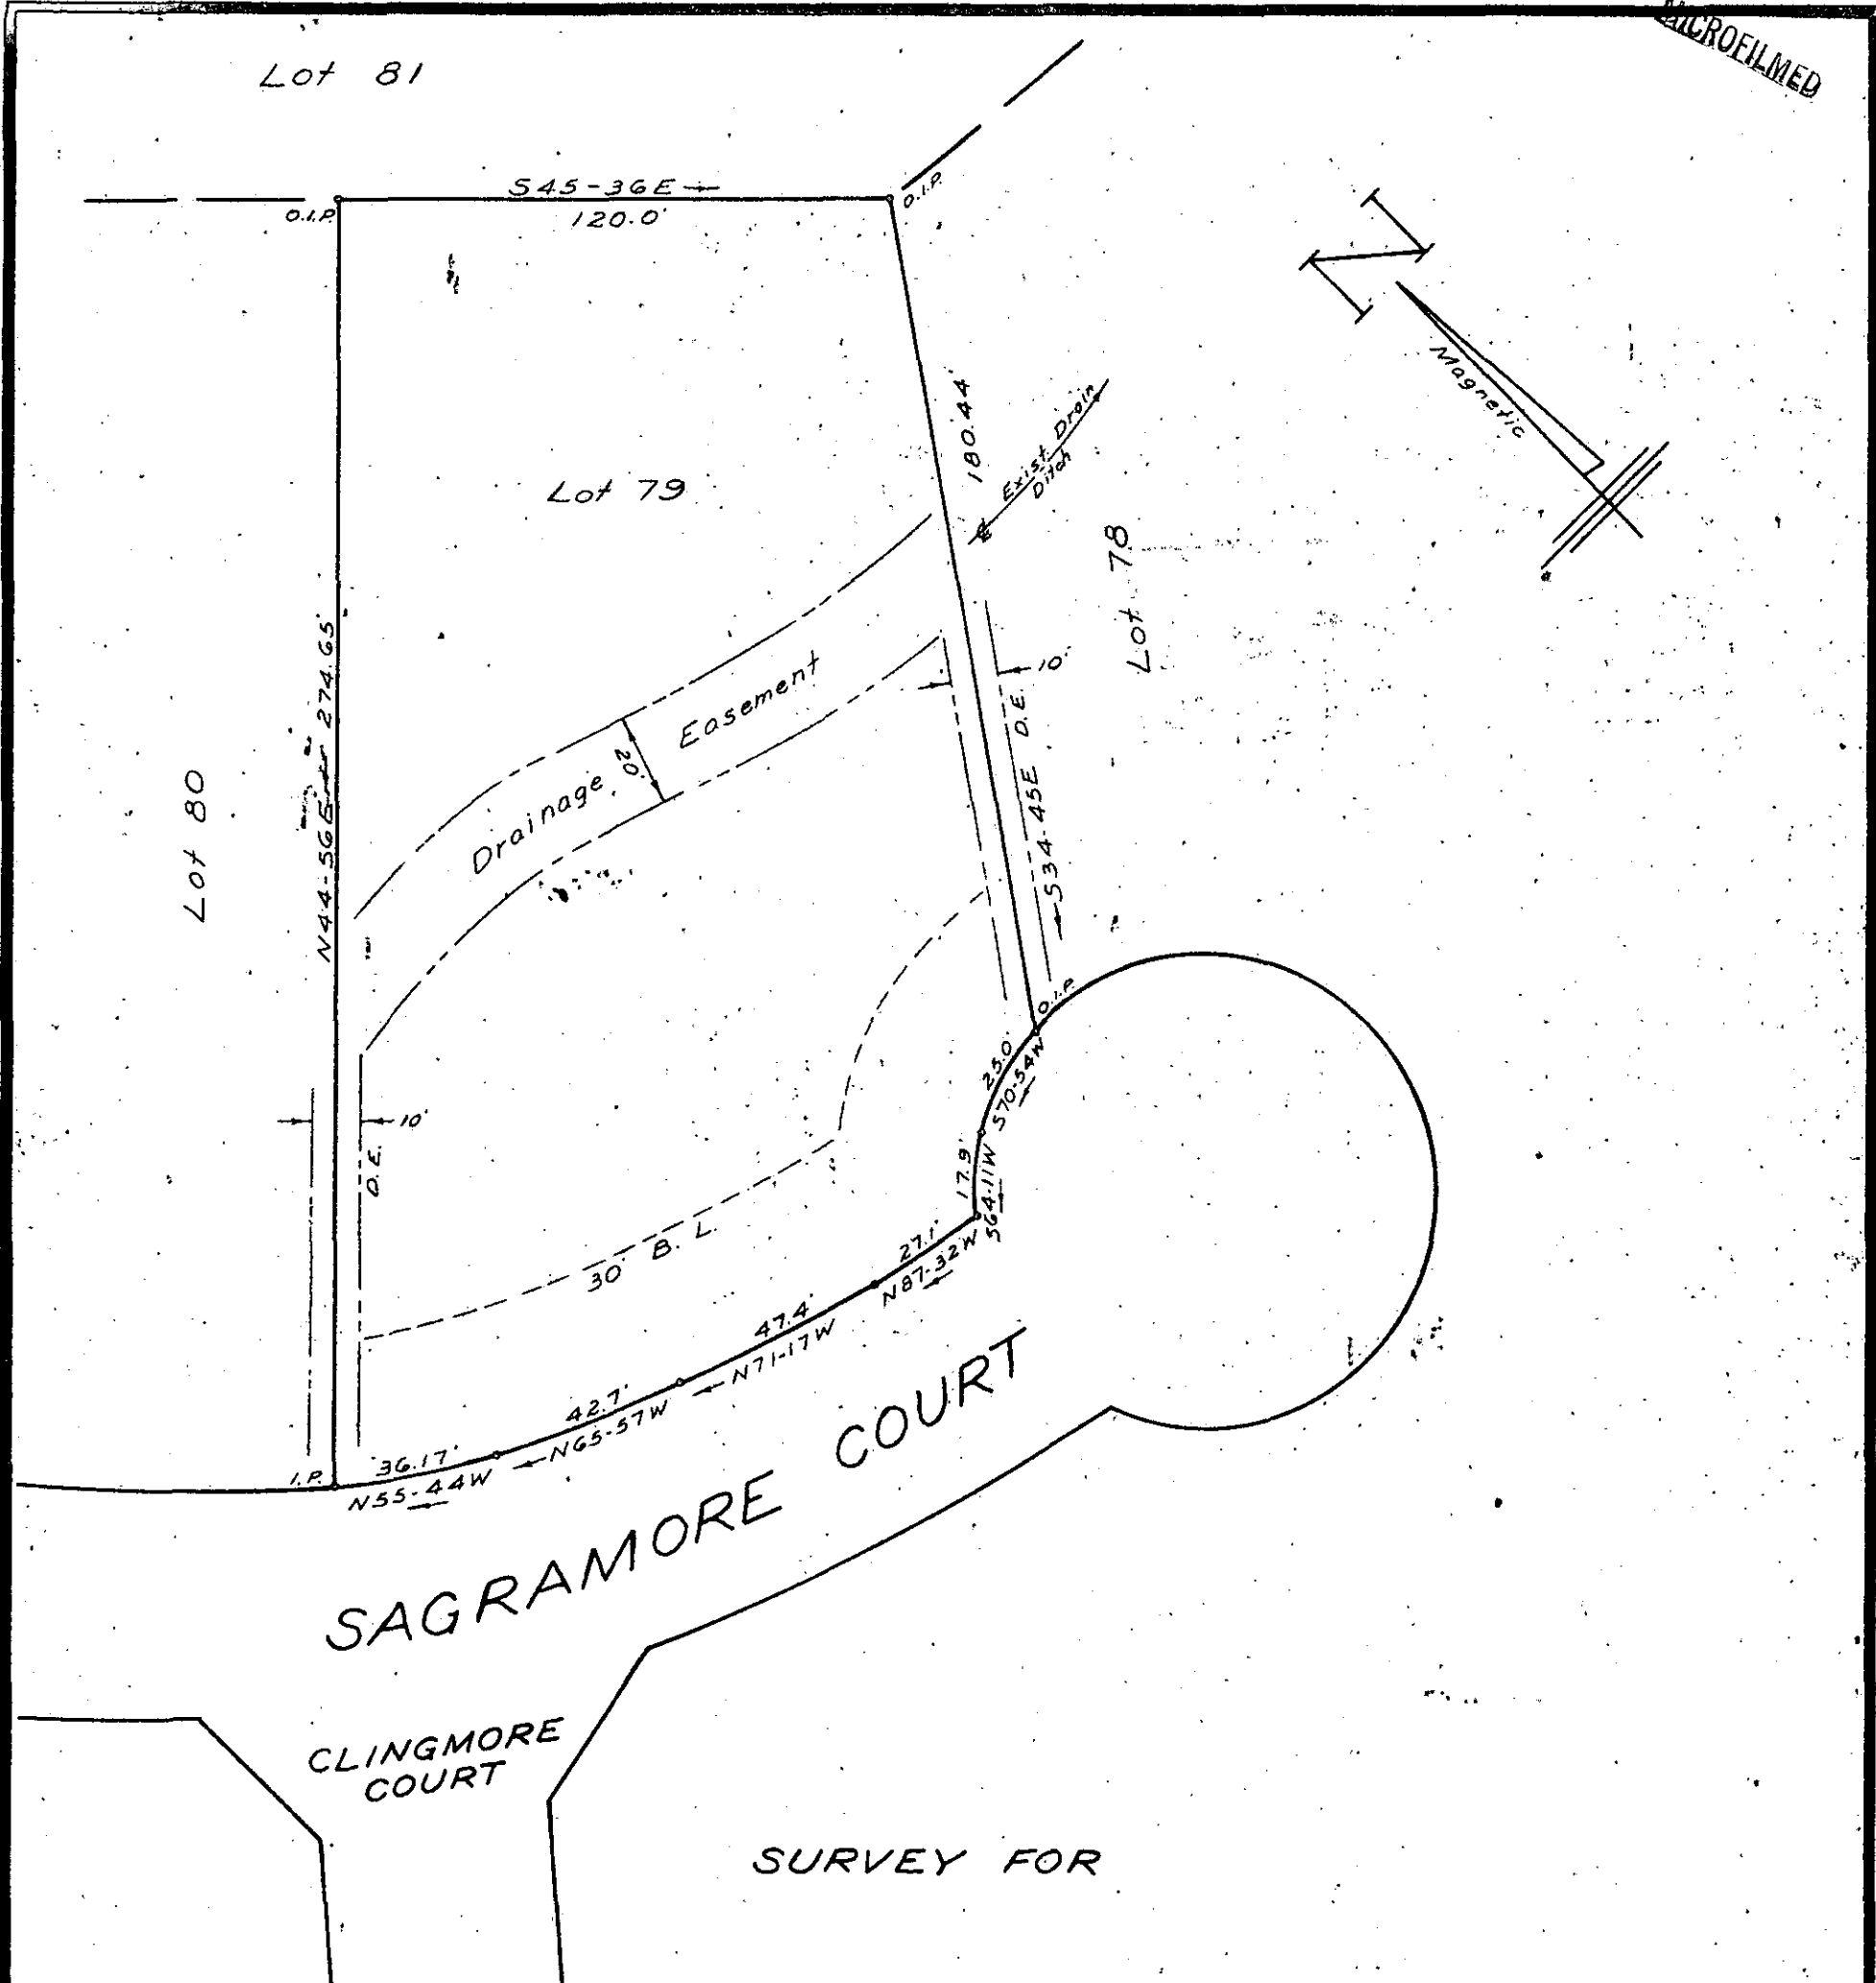 MICROFILMED
Lot 81
S45-36E
120.0'
O.I.P.
O.I.P.
Magnetic
180.44'
Exist. Drain
Ditch
Lot 79
Lot 78
N44-56E 274.65'
10'
Drainage Easement
20'
S34-45E D.E.
Lot 80
O.I.P.
25.0'
S70-54W
10'
D.E.
17.9'
S64-11W
30' B.L.
27.1'
N87-32W
47.4'
N71-17W
42.7'
N65-57W
36.17'
N55-44W
I.P.
SAGRAMORE COURT
CLINGMORE
COURT
SURVEY FOR